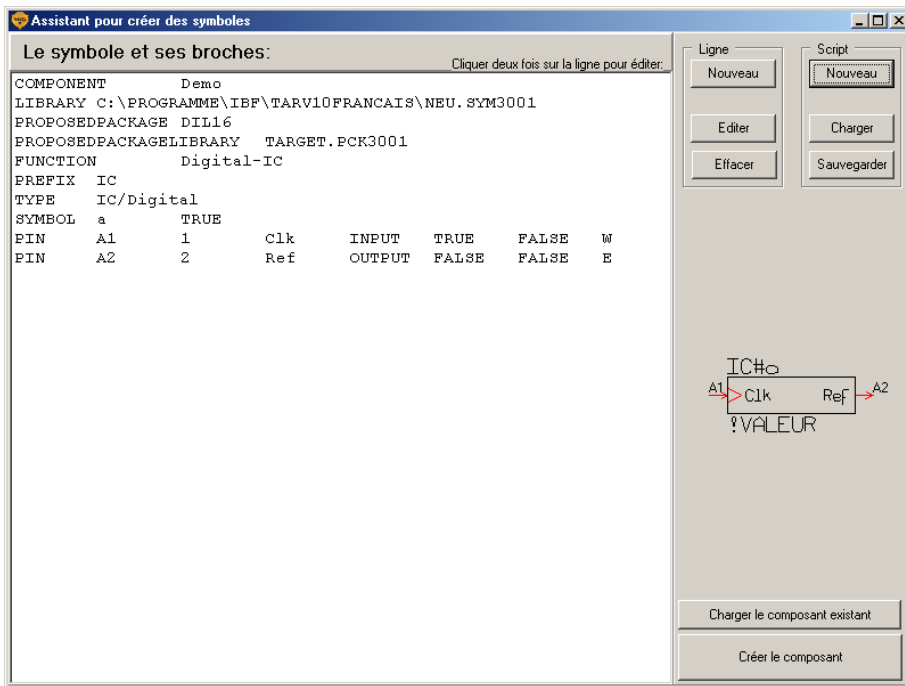 Assistant pour créer des symboles
Le symbole et ses broches:
Cliquer deux fois sur la ligne pour éditer:
COMPONENT Demo
LIBRARY C:\PROGRAMME\IBF\TARV10FRANCAIS\NEU.SYM3001
PROPOSEDPACKAGE DIL16
PROPOSEDPACKAGELIBRARY TARGET.PCK3001
FUNCTION Digital-IC
PREFIX IC
TYPE IC/Digital
SYMBOL a TRUE
PIN A1 1 Clk INPUT TRUE FALSE W
PIN A2 2 Ref OUTPUT FALSE FALSE E
Ligne
Nouveau
Editer
Effacer
Script
Nouveau
Charger
Sauvegarder
IC#a
A1 Clk Ref A2
!VALEUR
Charger le composant existant
Créer le composant